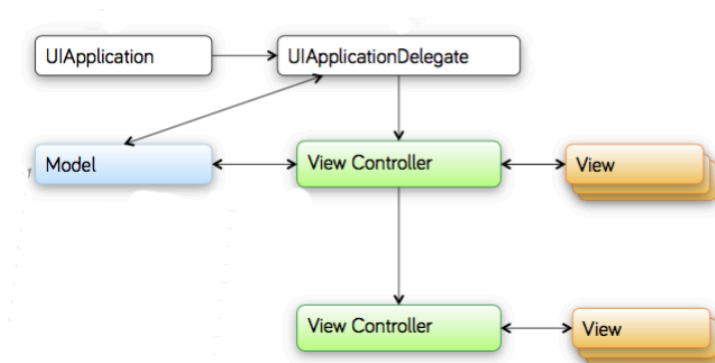 UIApplication
UIApplicationDelegate
Model
View Controller
View
View Controller
View